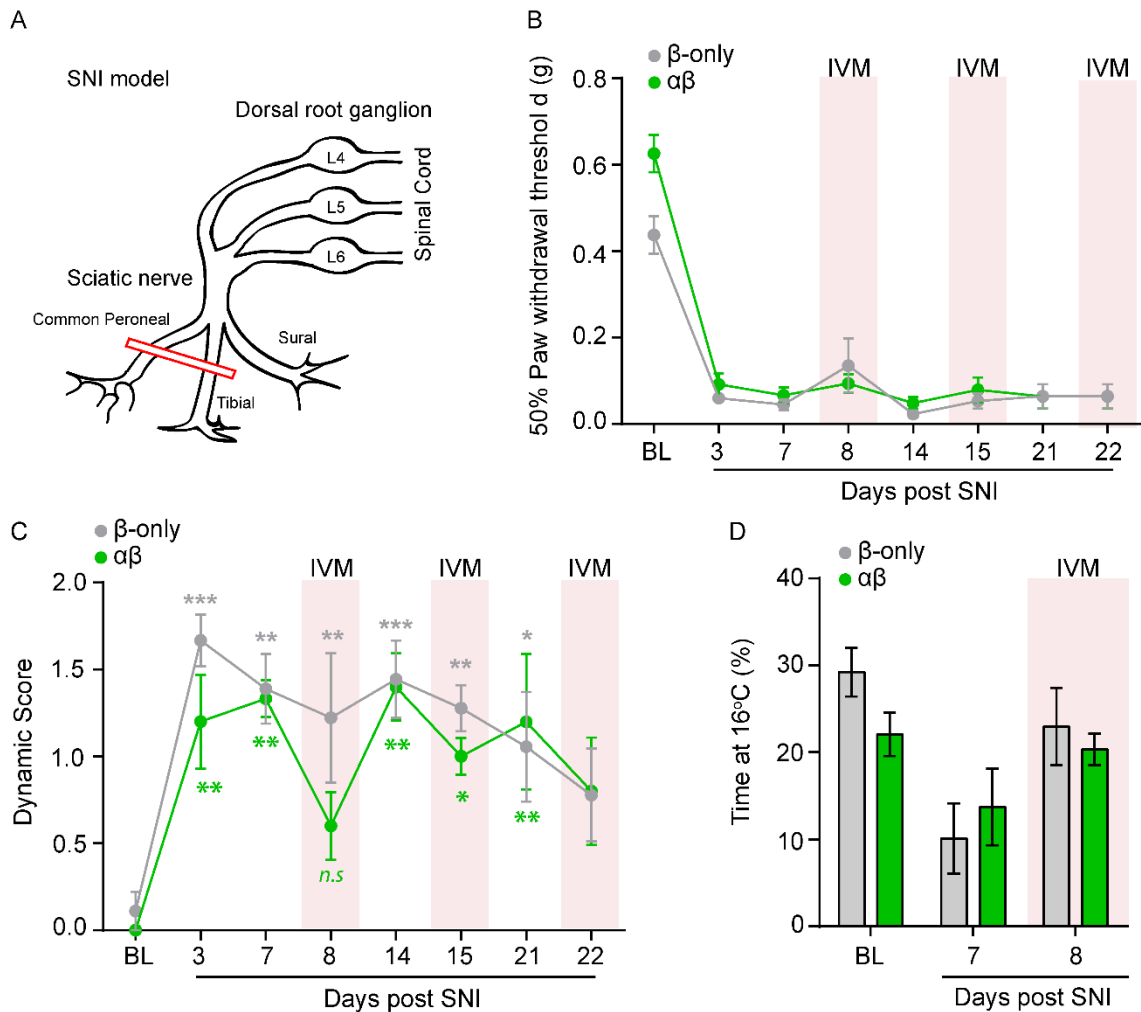 A
SNI model
Dorsal root ganglion
L4
L5
L6
Spinal Cord
Sciatic nerve
Common Peroneal
Sural
Tibial
B
β-only
αβ
IVM
IVM
IVM
50% Paw withdrawal threshol d (g)
0.8
0.6
0.4
0.2
0.0
BL
3
7
8
14
15
21
22
Days post SNI
C
β-only
αβ
IVM
IVM
IVM
Dynamic Score
2.0
1.5
1.0
0.5
0.0
***
**
**
***
**
*
**
**
n.s
**
*
**
BL
3
7
8
14
15
21
22
Days post SNI
D
β-only
αβ
IVM
Time at 16°C (%)
40
30
20
10
0
BL
7
8
Days post SNI